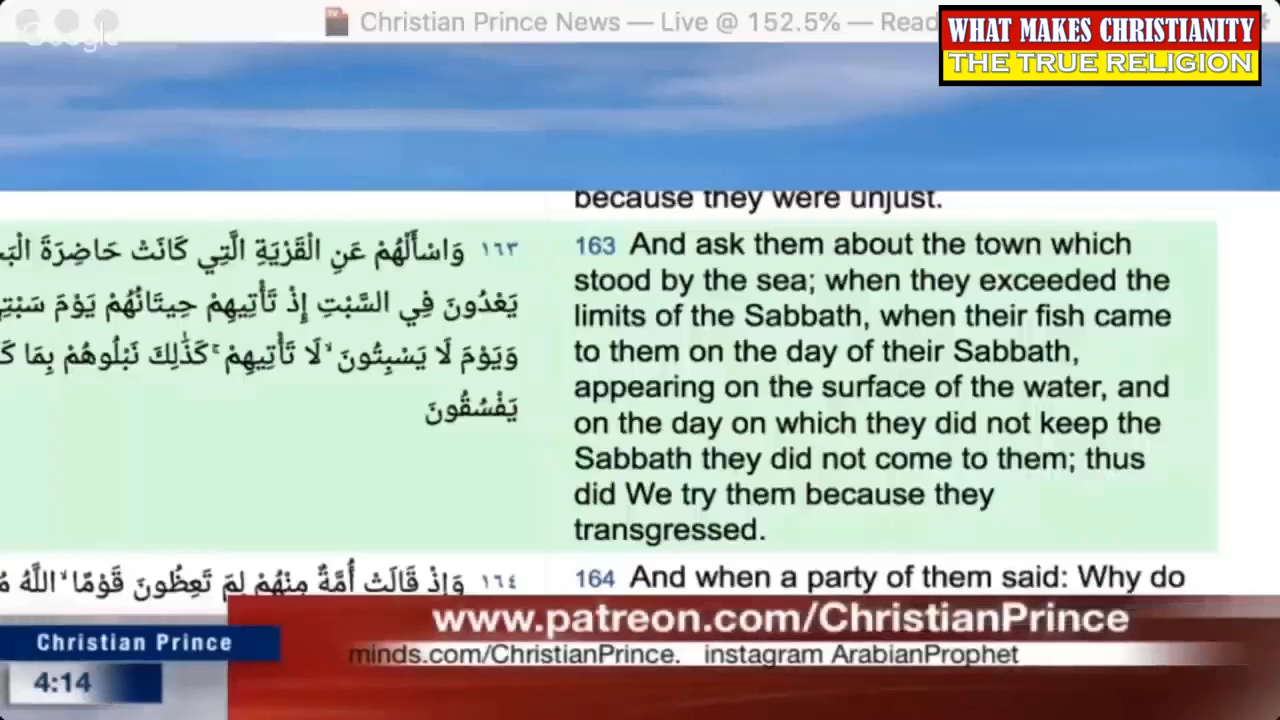 Google
Christian Prince News — Live @ 152.5% — Read
WHAT MAKES CHRISTIANITY
THE TRUE RELIGION
because they were unjust.
١٦٣ وَاسْأَلْهُمْ عَنِ الْقَرْيَةِ الَّتِي كَانَتْ حَاضِرَةَ
يَعْدُونَ فِي السَّبْتِ إِذْ تَأْتِيهِمْ حِيتَانُهُمْ يَوْمَ
وَيَوْمَ لَا يَسْبِتُونَ ۙ لَا تَأْتِيهِمْ ۚ كَذَٰلِكَ نَبْلُوهُمْ بِمَا
يَفْسُقُونَ
163 And ask them about the town which
stood by the sea; when they exceeded the
limits of the Sabbath, when their fish came
to them on the day of their Sabbath,
appearing on the surface of the water, and
on the day on which they did not keep the
Sabbath they did not come to them; thus
did We try them because they
transgressed.
١٦٤ وَإِذْ قَالَتْ أُمَّةٌ مِنْهُمْ لِمَ تَعِظُونَ قَوْمًا ۙ اللَّهُ
164 And when a party of them said: Why do
www.patreon.com/ChristianPrince
Christian Prince
minds.com/ChristianPrince. instagram ArabianProphet
4:14